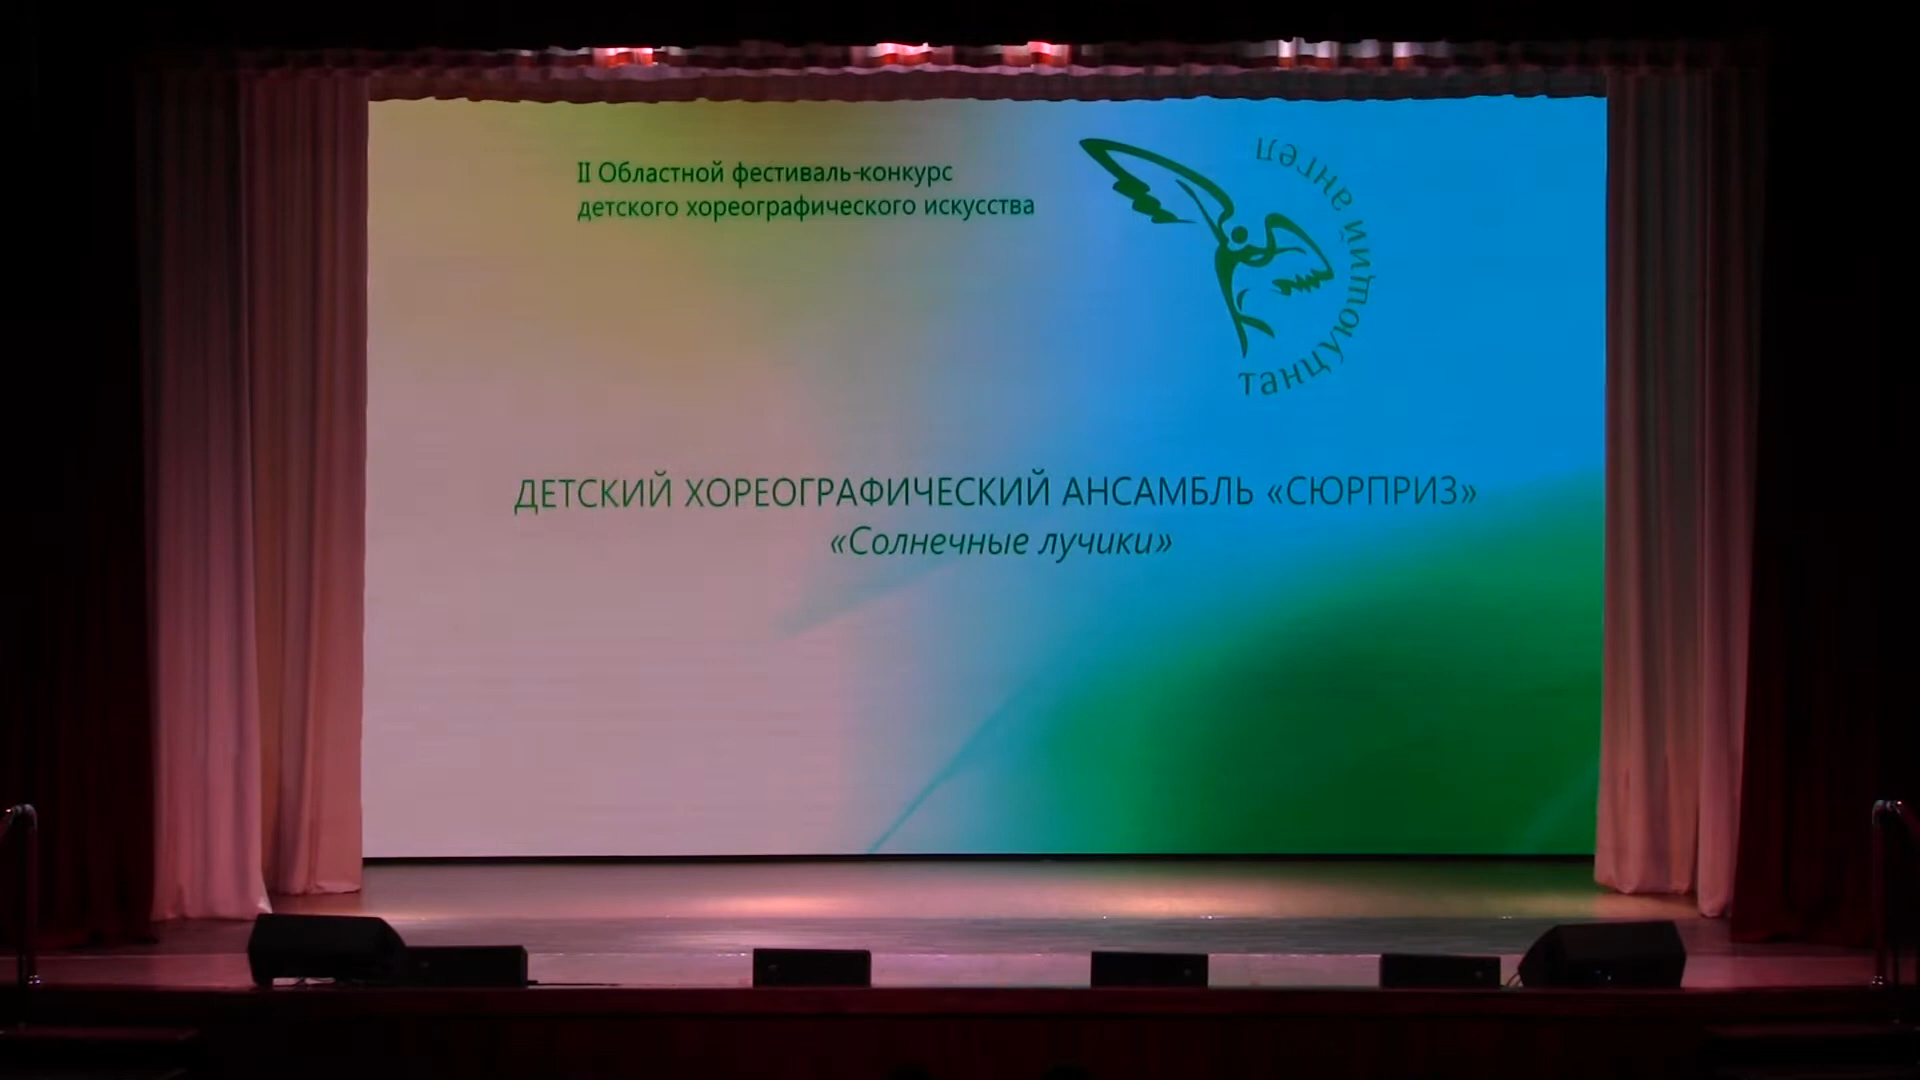 II Областной фестиваль-конкурс
детского хореографического искусства
танцующий ангел
ДЕТСКИЙ ХОРЕОГРАФИЧЕСКИЙ АНСАМБЛЬ «СЮРПРИЗ»
«Солнечные лучики»